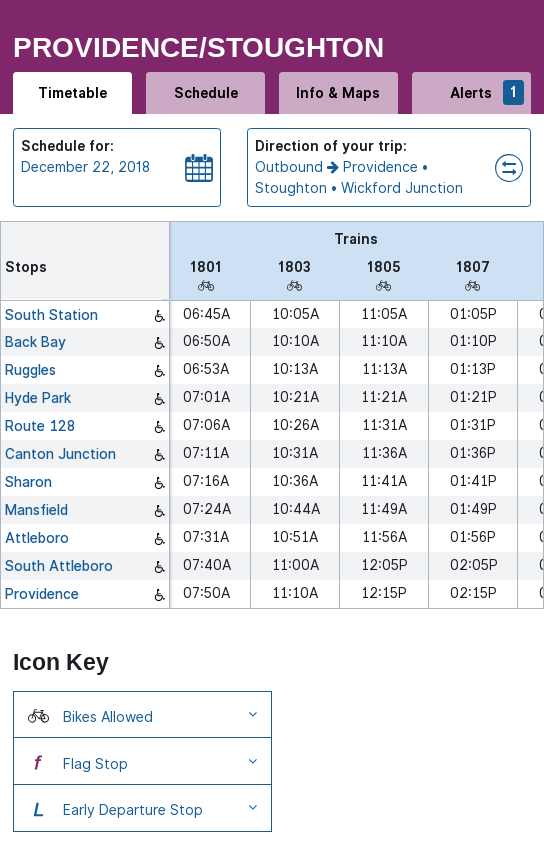 PROVIDENCE/STOUGHTON
Timetable Schedule Info & Maps Alerts 1
Schedule for:
December 22, 2018
Direction of your trip:
Outbound → Providence •
Stoughton • Wickford Junction
Trains
Stops 1801 1803 1805 1807
South Station 06:45A 10:05A 11:05A 01:05P
Back Bay 06:50A 10:10A 11:10A 01:10P
Ruggles 06:53A 10:13A 11:13A 01:13P
Hyde Park 07:01A 10:21A 11:21A 01:21P
Route 128 07:06A 10:26A 11:31A 01:31P
Canton Junction 07:11A 10:31A 11:36A 01:36P
Sharon 07:16A 10:36A 11:41A 01:41P
Mansfield 07:24A 10:44A 11:49A 01:49P
Attleboro 07:31A 10:51A 11:56A 01:56P
South Attleboro 07:40A 11:00A 12:05P 02:05P
Providence 07:50A 11:10A 12:15P 02:15P
Icon Key
Bikes Allowed
f Flag Stop
L Early Departure Stop